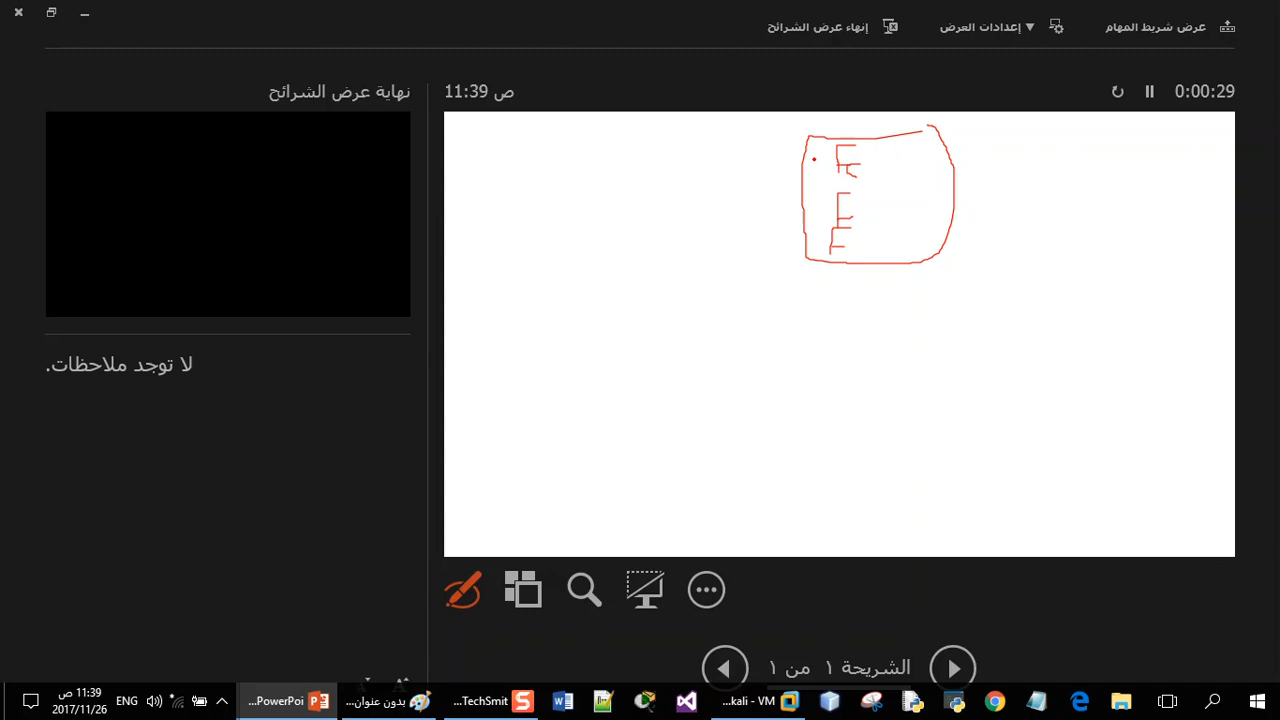 عرض شريط المهام
إعدادات العرض ▼
إنهاء عرض الشرائح
0:00:29
11:39 ص
نهاية عرض الشرائح
لا توجد ملاحظات.
الشريحة ١ من ١
11:39 ص
2017/11/26
ENG
PowerPoi...
بدون عنوان...
TechSmit...
kali - VM...